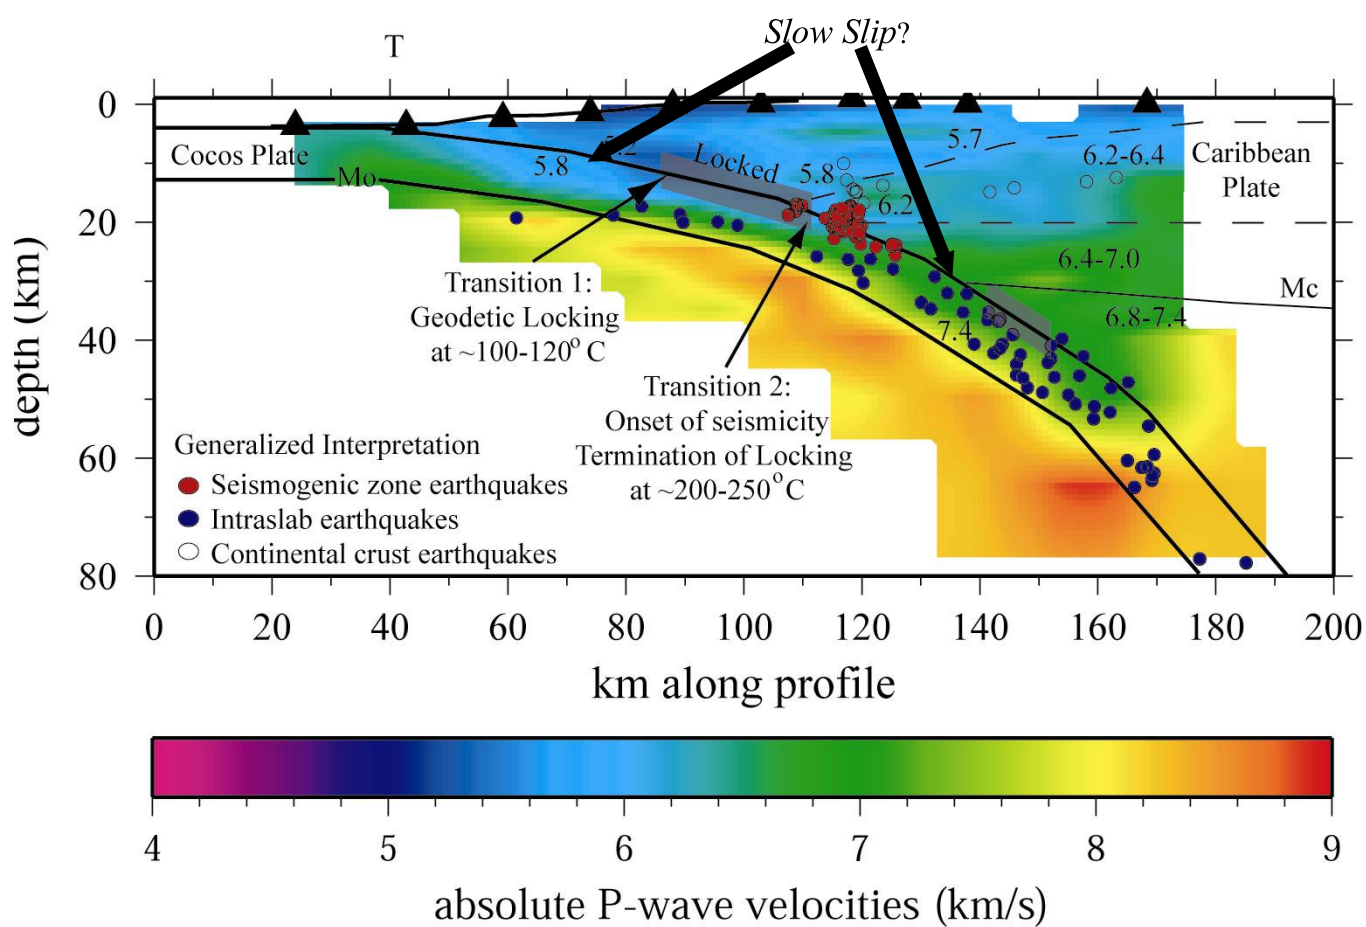 Slow Slip?
T
0
20
40
60
80
depth (km)
Cocos Plate
Mo
5.8
5.2
Locked
5.8
6.2
5.7
6.2-6.4
Caribbean
Plate
6.4-7.0
Mc
6.8-7.4
7.4
Transition 1:
Geodetic Locking
at ~100-120° C
Transition 2:
Onset of seismicity
Termination of Locking
at ~200-250°C
Generalized Interpretation
Seismogenic zone earthquakes
Intraslab earthquakes
Continental crust earthquakes
0 20 40 60 80 100 120 140 160 180 200
km along profile
4 5 6 7 8 9
absolute P-wave velocities (km/s)